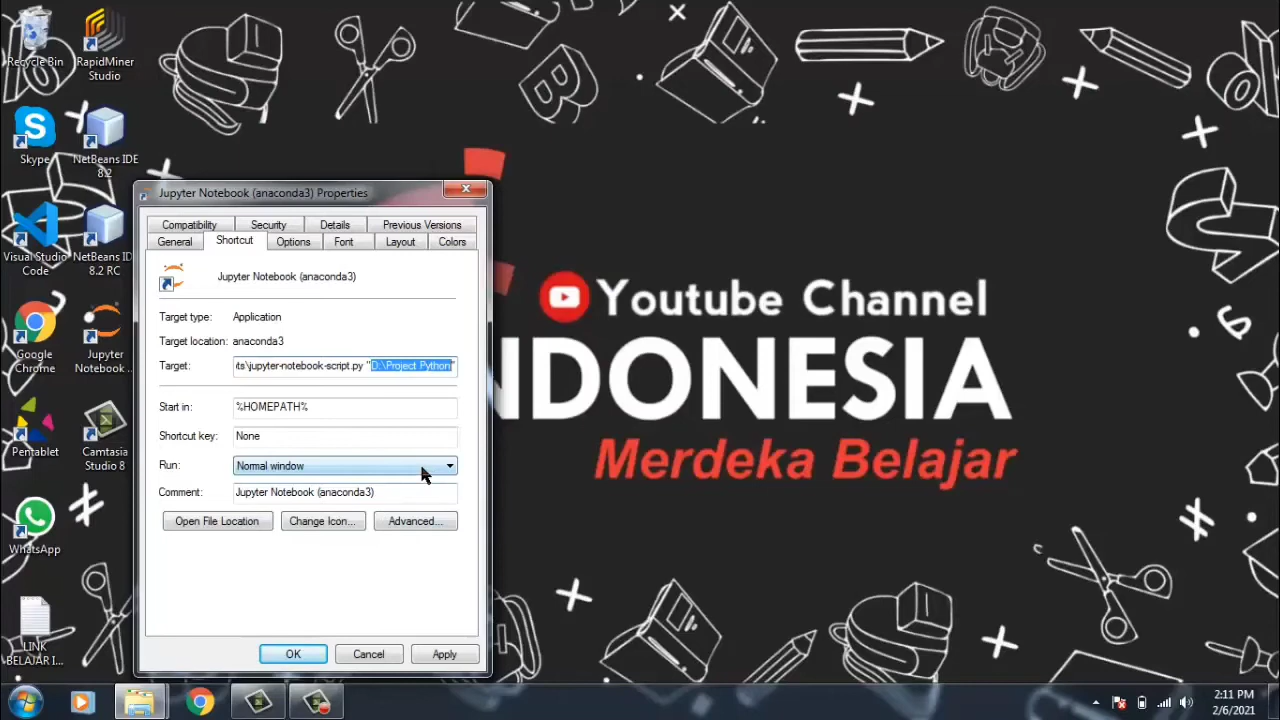 Recycle Bin
RapidMiner
Studio
Skype
NetBeans IDE
8.2
Visual Studio
Code
NetBeans ID
8.2 RC
Google
Chrome
Jupyter
Notebook ...
Pentablet
Camtasia
Studio 8
WhatsApp
LINK
BELAJAR I...
Jupyter Notebook (anaconda3) Properties
Compatibility Security Details Previous Versions
General Shortcut Options Font Layout Colors
Jupyter Notebook (anaconda3)
Target type: Application
Target location: anaconda3
Target: ts\jupyter-notebook-script.py "D:\Project Python"
Start in: %HOMEPATH%
Shortcut key: None
Run: Normal window
Comment: Jupyter Notebook (anaconda3)
Open File Location Change Icon... Advanced...
OK Cancel Apply
Youtube Channel
NDONESIA
Merdeka Belajar
2:11 PM
2/6/2021